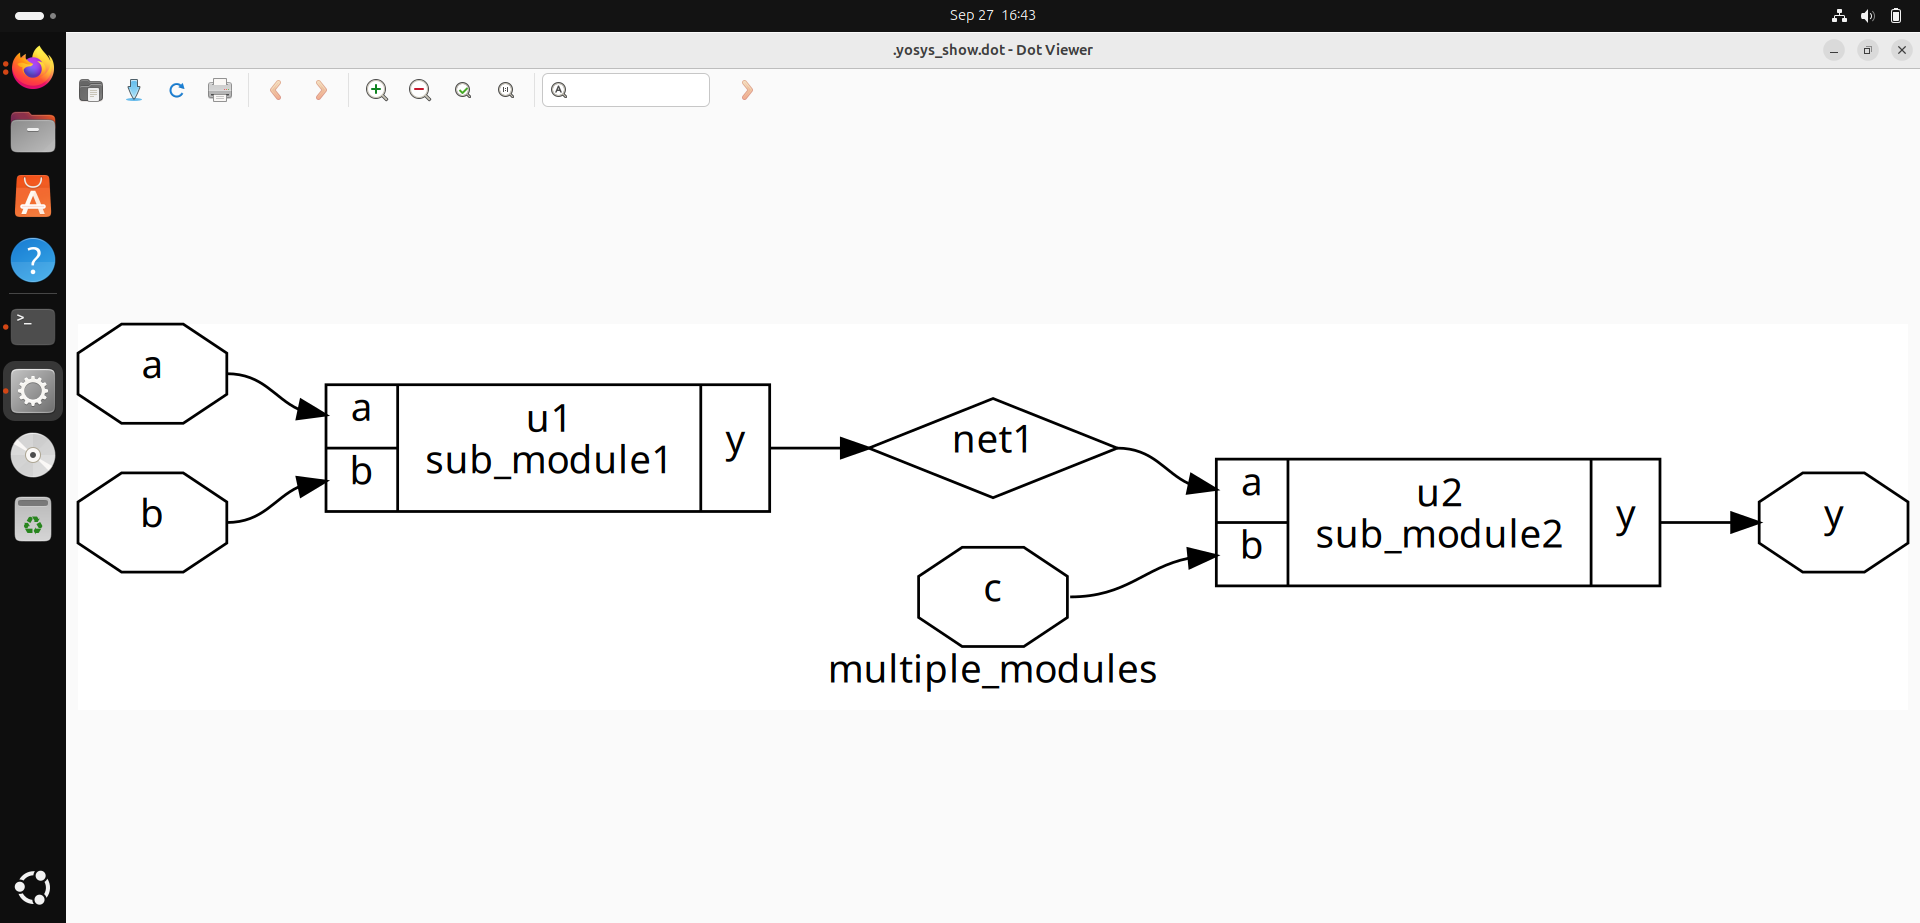 Sep 27 16:43
.yosys_show.dot - Dot Viewer
a
b
a
b
u1
sub_module1
y
net1
c
a
b
u2
sub_module2
y
y
multiple_modules